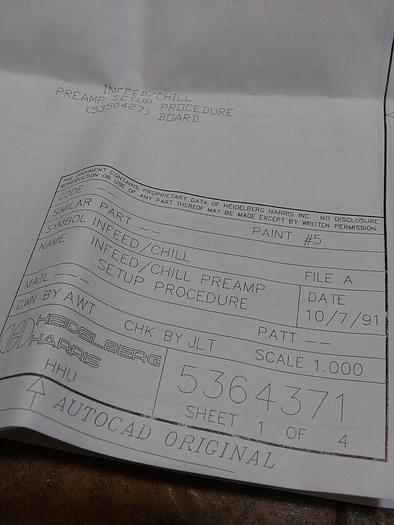 INFEED/CHILL
PREAMP SETUP PROCEDURE
(5350427) BOARD
THIS DOCUMENT CONTAINS PROPRIETARY DATA OF HEIDELBERG HARRIS INC. NO DISCLOSURE
REPRODUCTION OR USE OF ANY PART THEREOF MAY BE MADE EXCEPT BY WRITTEN PERMISSION.
CODE
SIMILAR PART -- PAINT #5
SYMBOL INFEED/CHILL
NAME INFEED/CHILL PREAMP FILE A
SETUP PROCEDURE DATE
MATL --- 10/7/91
DWN BY AWT CHK BY JLT PATT --
HEIDELBERG SCALE 1.000
HARRIS 5364371
HHU SHEET 1 OF 4
AUTOCAD ORIGINAL